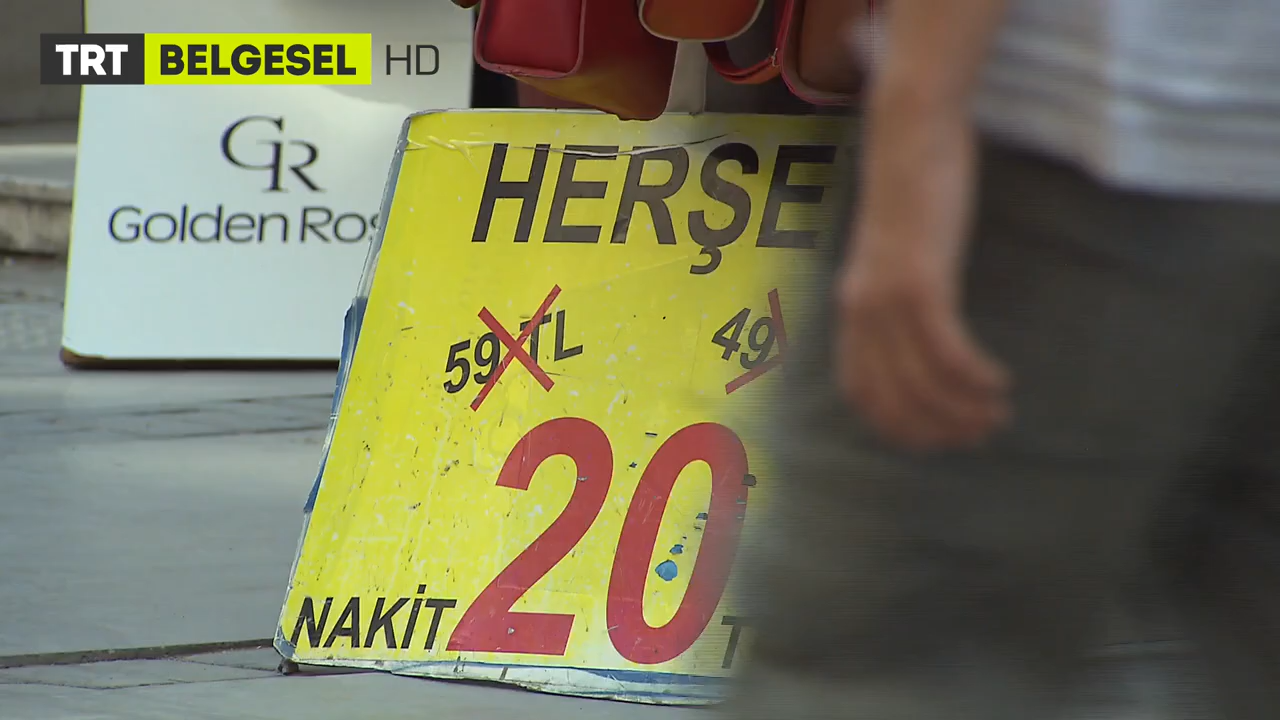 TRT BELGESEL HD
GR
Golden Ros
HERŞE
59 TL
49
NAKİT 20 T